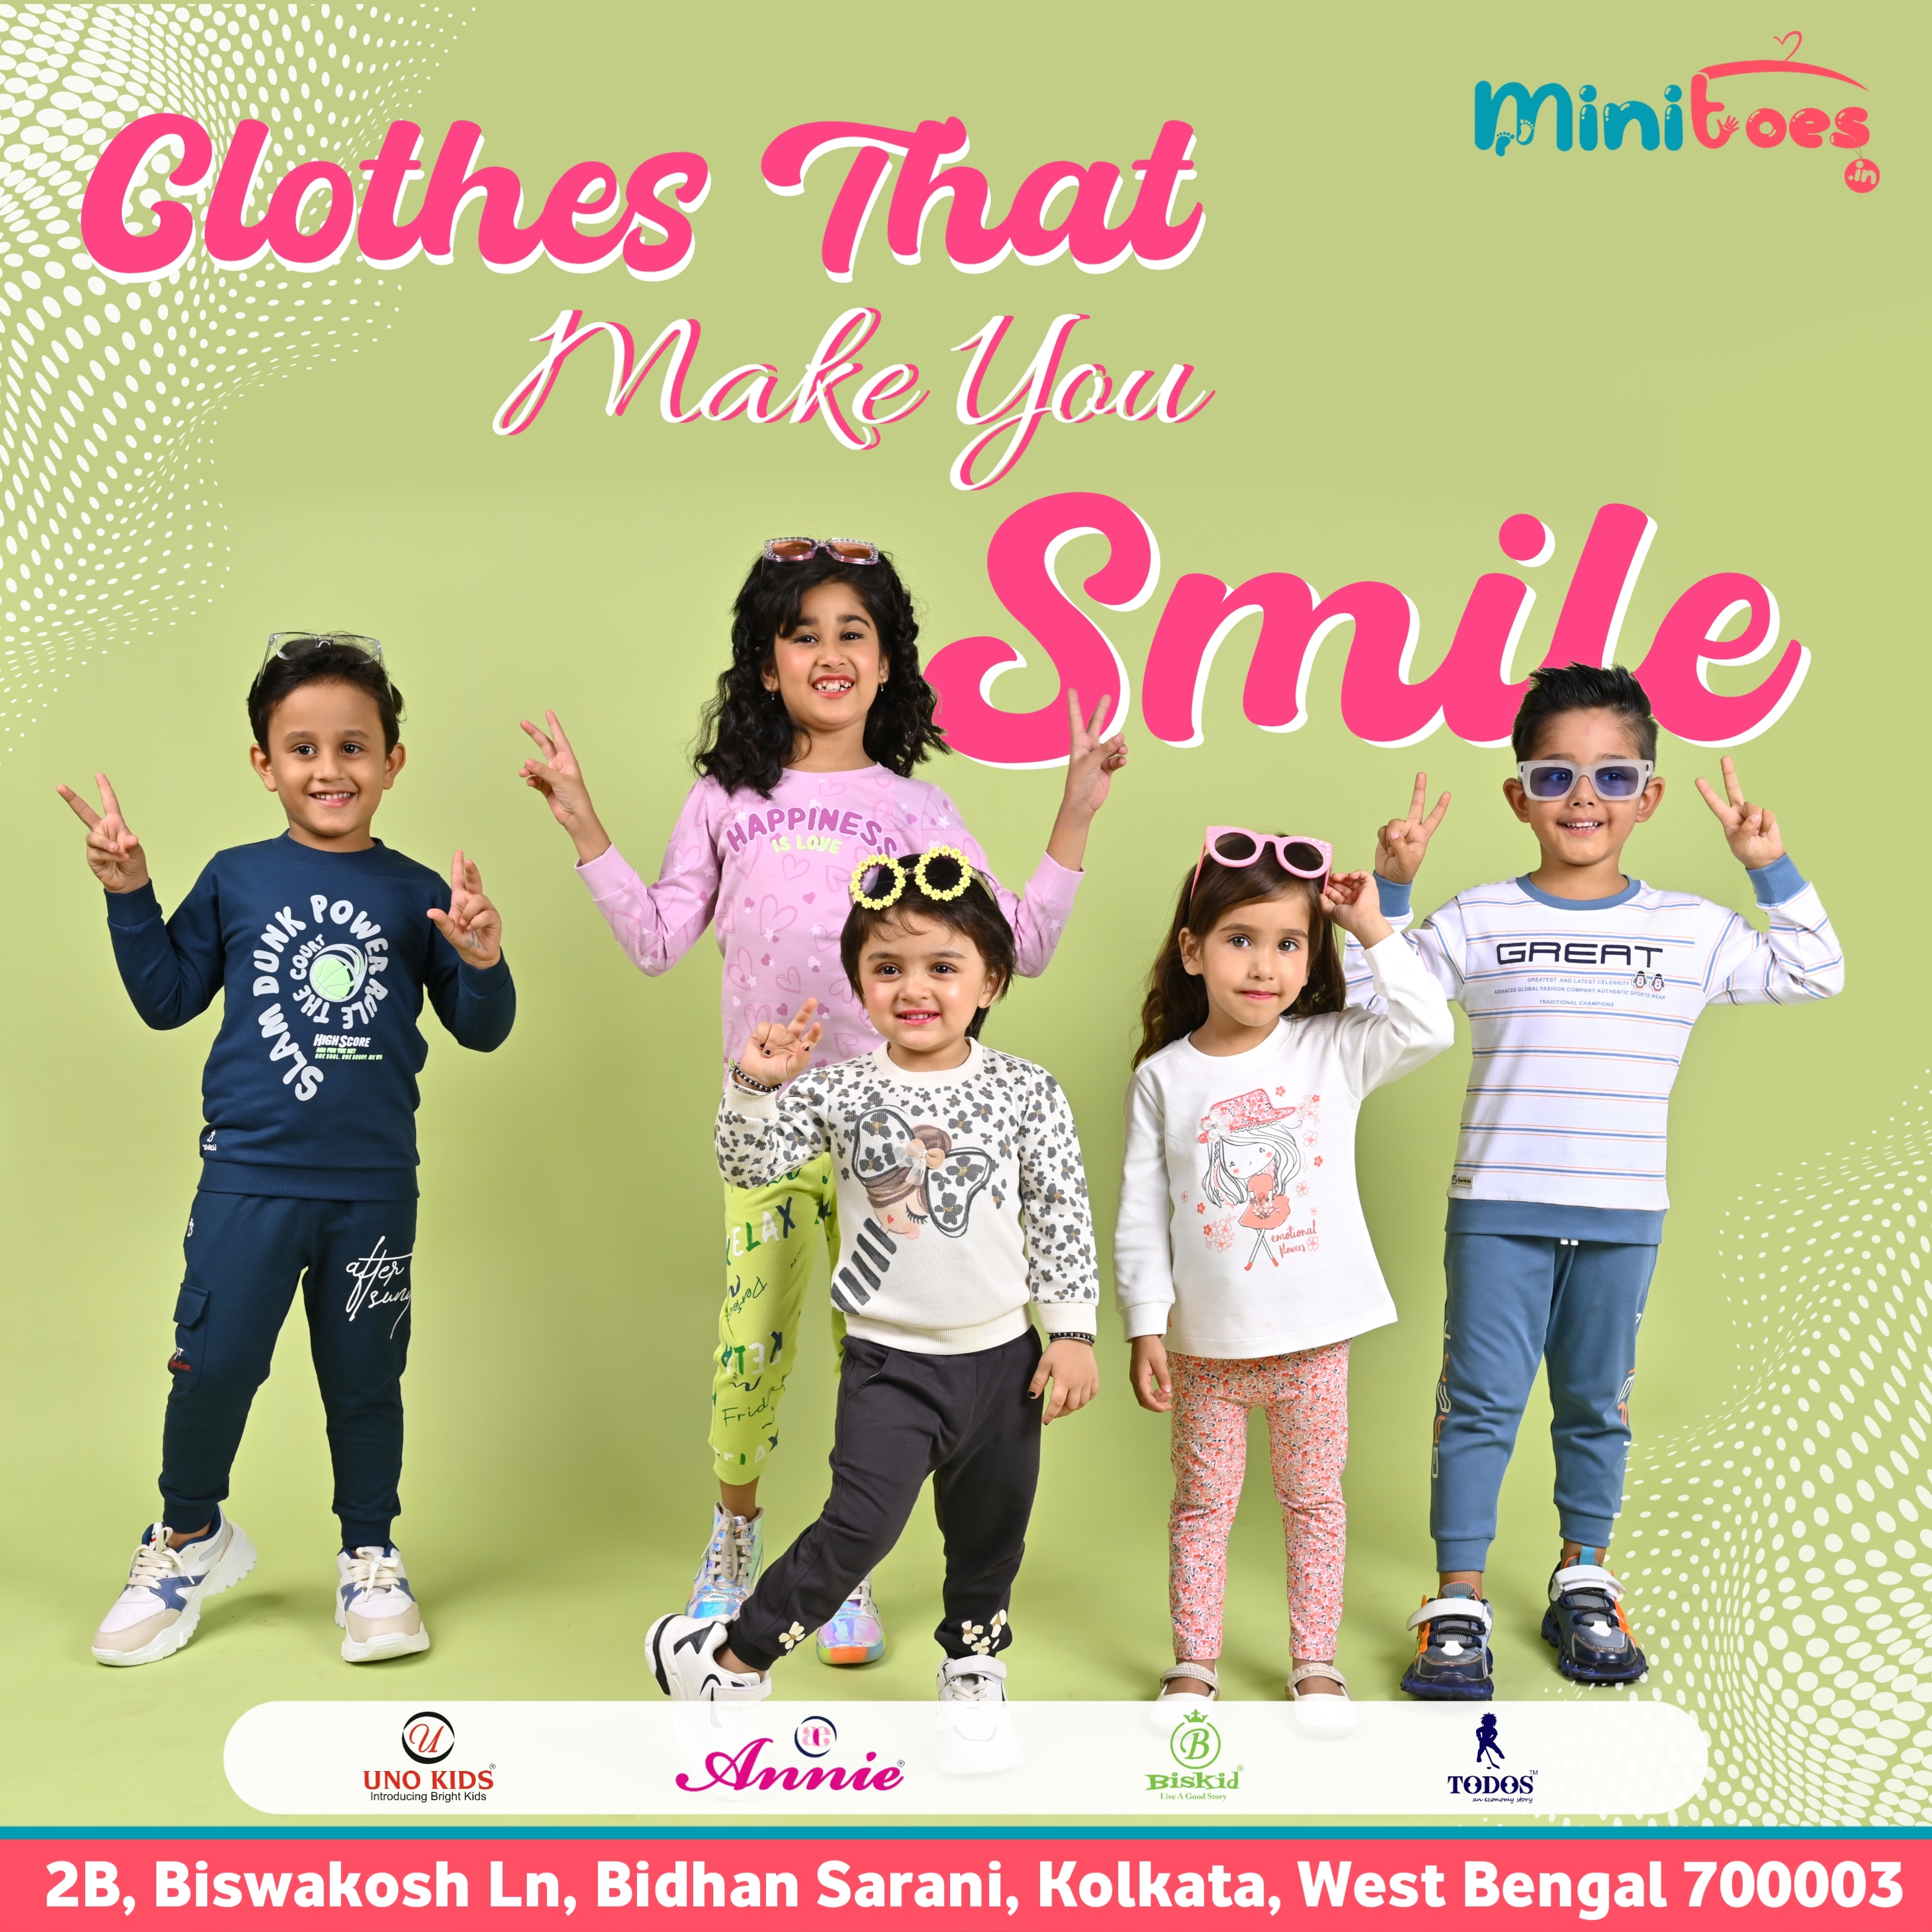 minitoes
.in
Clothes That
Make You
Smile
HAPPINESS
IS LOVE
SLAM DUNK POWER RULE THE COURT
HIGH SCORE
GREAT
GREATEST AND LATEST CELEBRITY
ADVANCED GLOBAL FASHION COMPANY AUTHENTIC SPORTS WEAR
TRADITIONAL CHAMPIONS
emotional
flowers
after
RELAX
U
UNO KIDS®
Introducing Bright Kids
ae
Annie®
B
BisKid®
Live A Good Story
TODOS™
an economy story
2B, Biswakosh Ln, Bidhan Sarani, Kolkata, West Bengal 700003